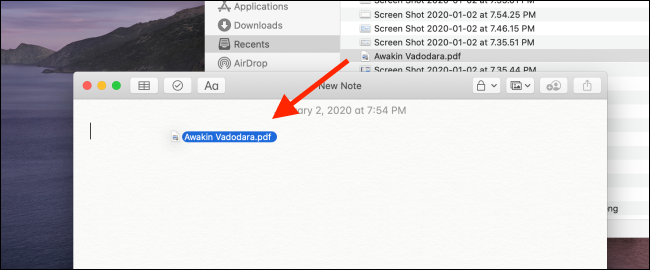 Applications
Downloads
Recents
AirDrop
Screen Shot 2020-01-02 at 7.54.25 PM
Screen Shot 2020-01-02 at 7.46.15 PM
Screen Shot 2020-01-02 at 7.35.51 PM
Awakin Vadodara.pdf
Screen Shot 2020-01-02 at 7.35.44 PM
Aa
New Note
ary 2, 2020 at 7:54 PM
Awakin Vadodara.pdf
ng